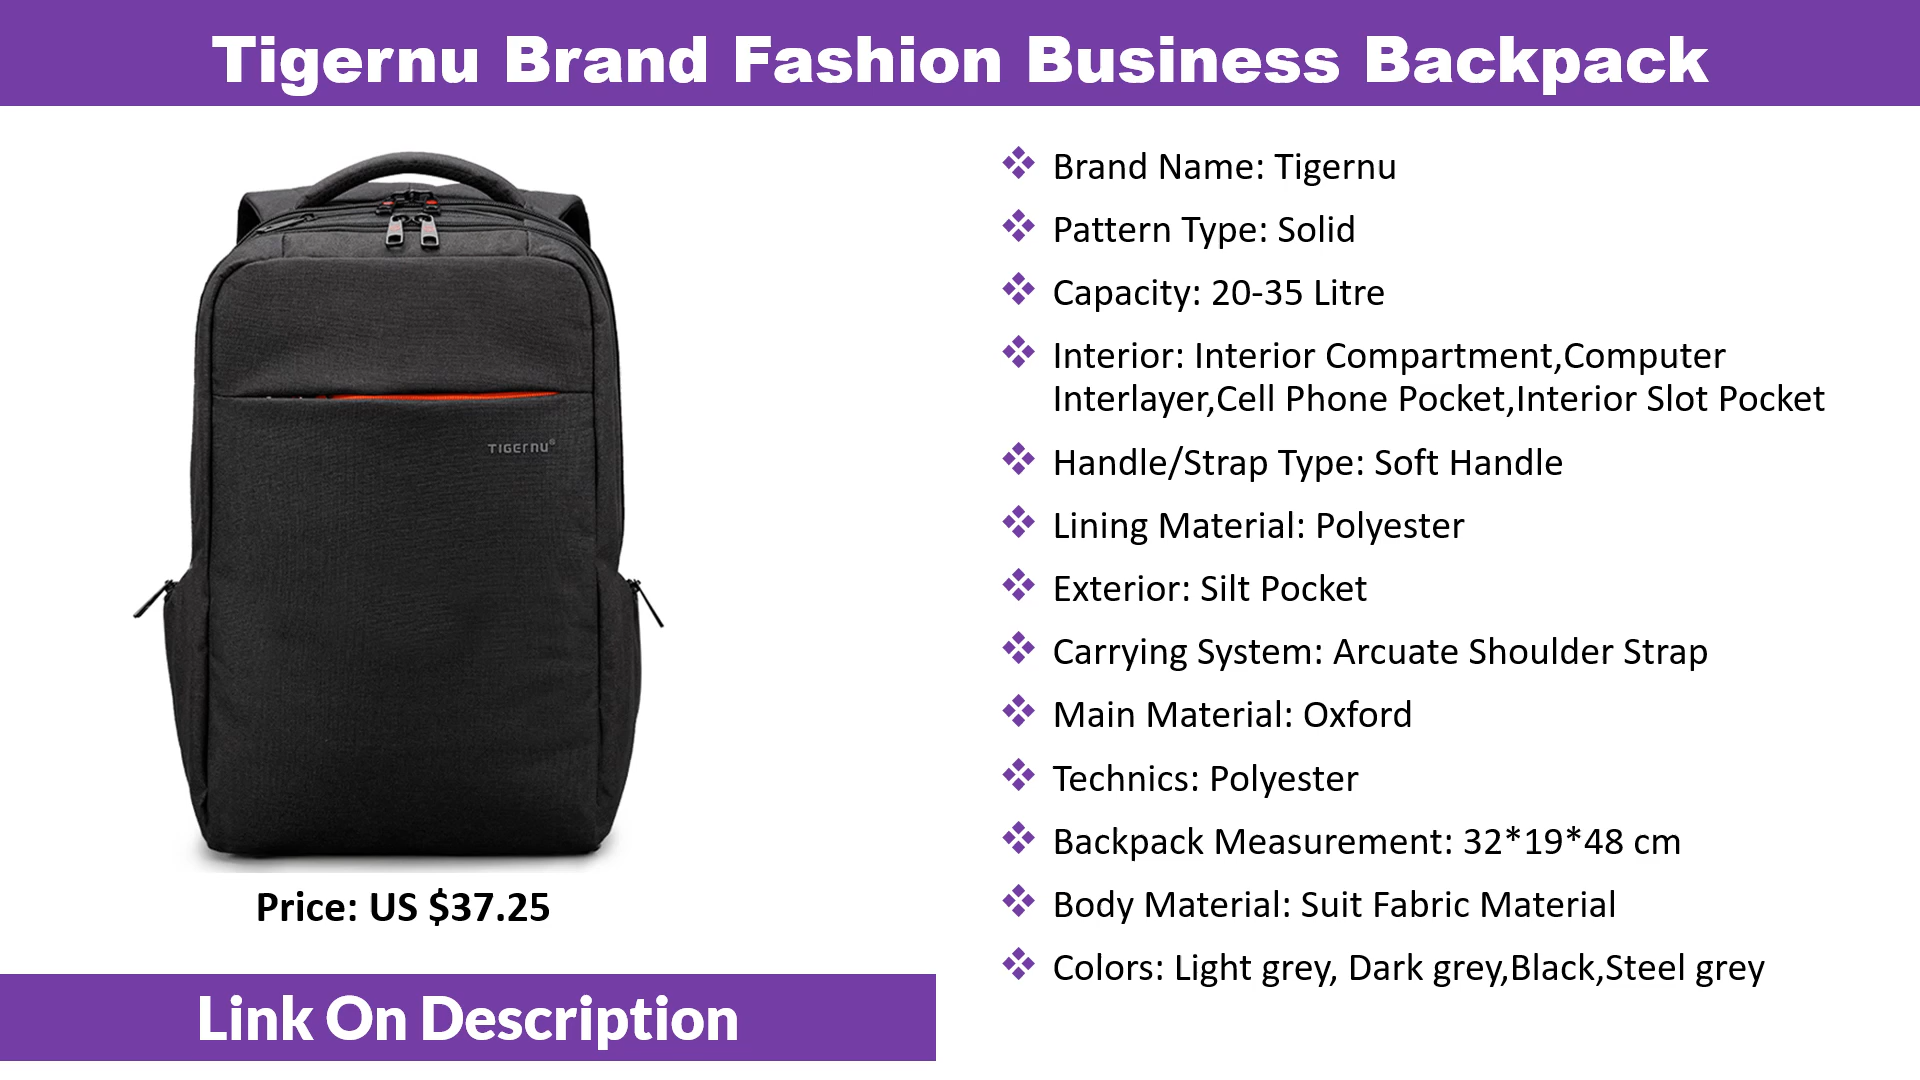 Tigernu Brand Fashion Business Backpack
TIGERNU®
Price: US $37.25
Link On Description
Brand Name: Tigernu
Pattern Type: Solid
Capacity: 20-35 Litre
Interior: Interior Compartment,Computer
Interlayer,Cell Phone Pocket,Interior Slot Pocket
Handle/Strap Type: Soft Handle
Lining Material: Polyester
Exterior: Silt Pocket
Carrying System: Arcuate Shoulder Strap
Main Material: Oxford
Technics: Polyester
Backpack Measurement: 32*19*48 cm
Body Material: Suit Fabric Material
Colors: Light grey, Dark grey,Black,Steel grey